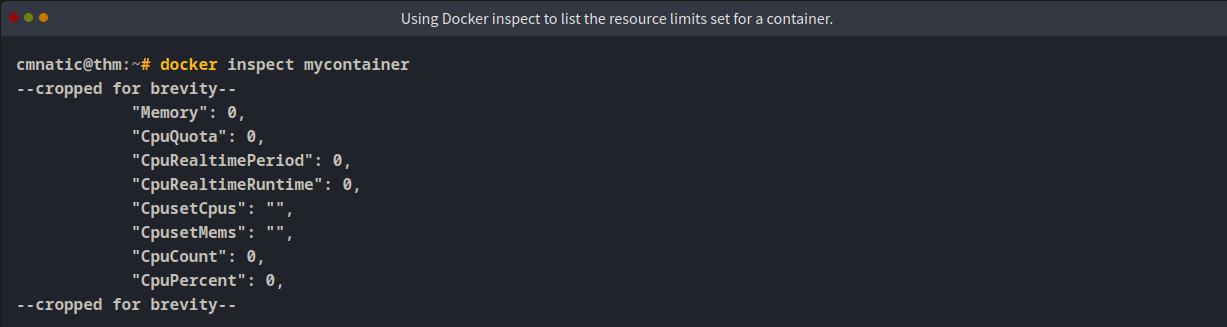 Using Docker inspect to list the resource limits set for a container.
cmnatic@thm:~# docker inspect mycontainer
--cropped for brevity--
"Memory": 0,
"CpuQuota": 0,
"CpuRealtimePeriod": 0,
"CpuRealtimeRuntime": 0,
"CpusetCpus": "",
"CpusetMems": "",
"CpuCount": 0,
"CpuPercent": 0,
--cropped for brevity--